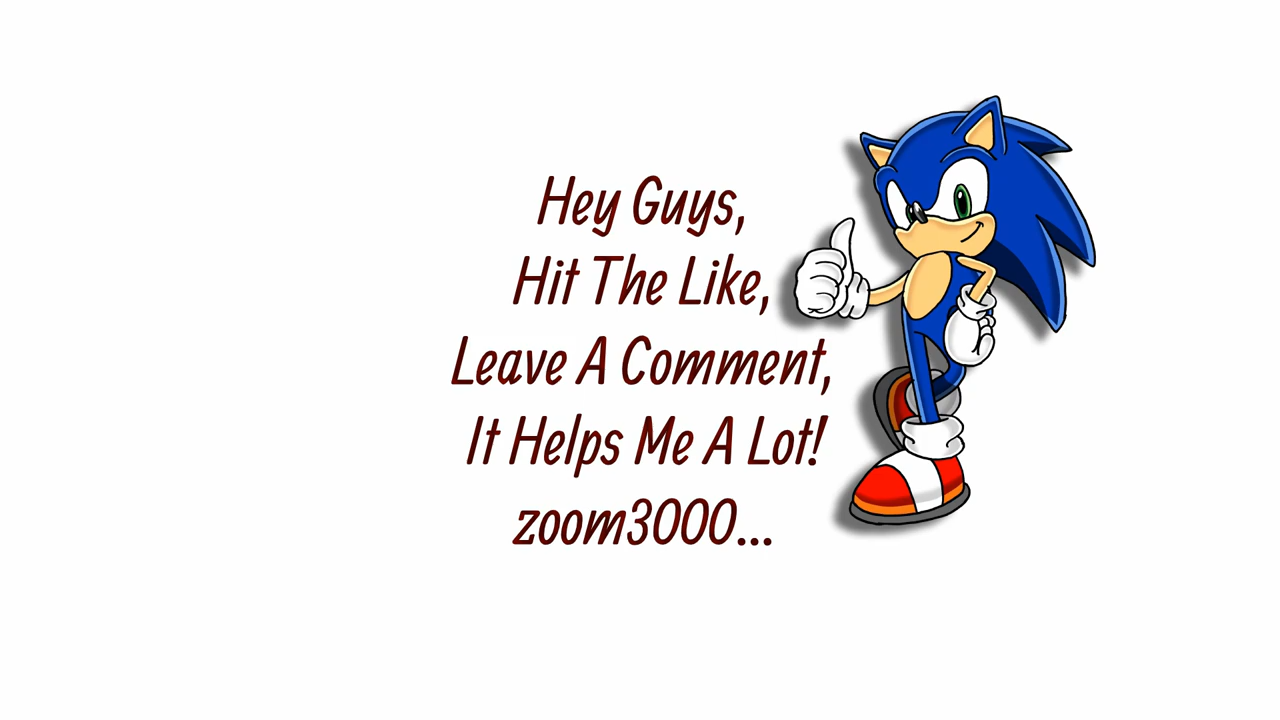 Hey Guys,
Hit The Like,
Leave A Comment,
It Helps Me A Lot!
zoom3000...